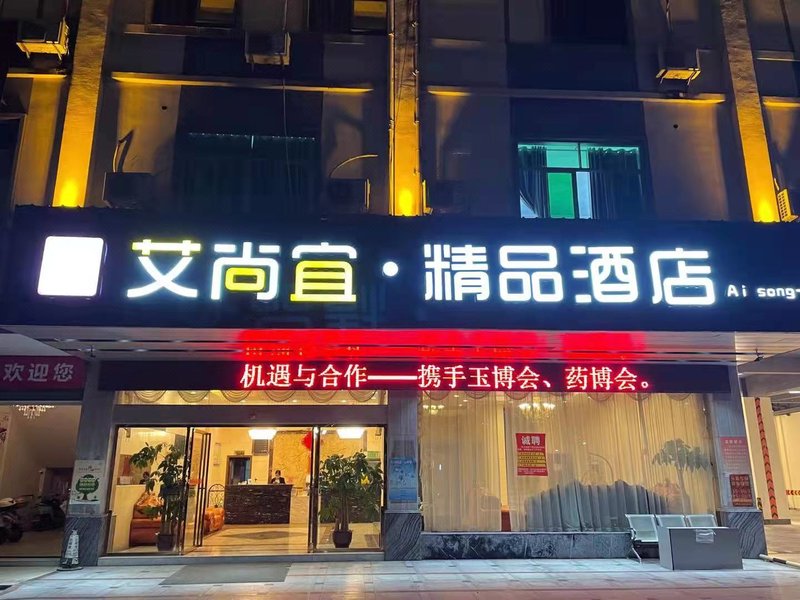 艾尚宜·精品酒店
Ai song-
机遇与合作——携手玉博会、药博会。
欢迎您
诚聘